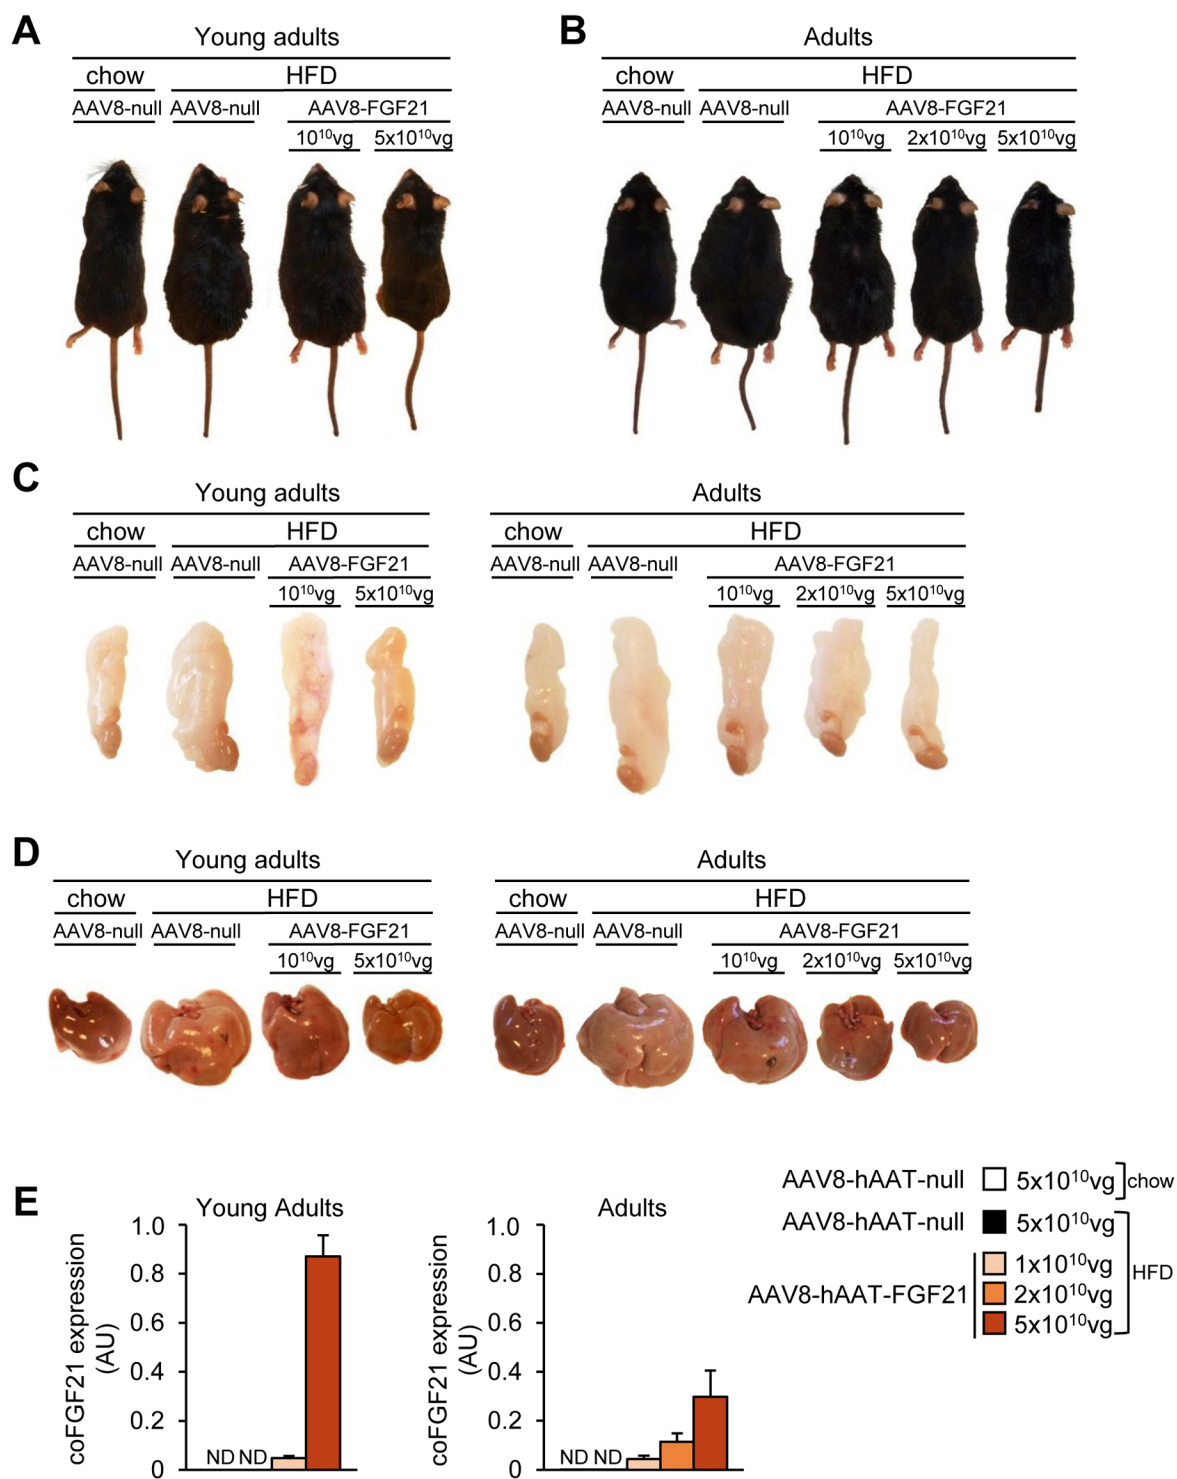 A
Young adults
chow HFD
AAV8-null AAV8-null AAV8-FGF21
10¹⁰vg 5x10¹⁰vg
B
Adults
chow HFD
AAV8-null AAV8-null AAV8-FGF21
10¹⁰vg 2x10¹⁰vg 5x10¹⁰vg
C
Young adults
chow HFD
AAV8-null AAV8-null AAV8-FGF21
10¹⁰vg 5x10¹⁰vg
Adults
chow HFD
AAV8-null AAV8-null AAV8-FGF21
10¹⁰vg 2x10¹⁰vg 5x10¹⁰vg
D
Young adults
chow HFD
AAV8-null AAV8-null AAV8-FGF21
10¹⁰vg 5x10¹⁰vg
Adults
chow HFD
AAV8-null AAV8-null AAV8-FGF21
10¹⁰vg 2x10¹⁰vg 5x10¹⁰vg
E
Young Adults
coFGF21 expression
(AU)
1.0
0.8
0.6
0.4
0.2
0
ND ND
Adults
coFGF21 expression
(AU)
1.0
0.8
0.6
0.4
0.2
0
ND ND
AAV8-hAAT-null 5x10¹⁰vg chow
AAV8-hAAT-null 5x10¹⁰vg
AAV8-hAAT-FGF21
1x10¹⁰vg
2x10¹⁰vg
5x10¹⁰vg
HFD